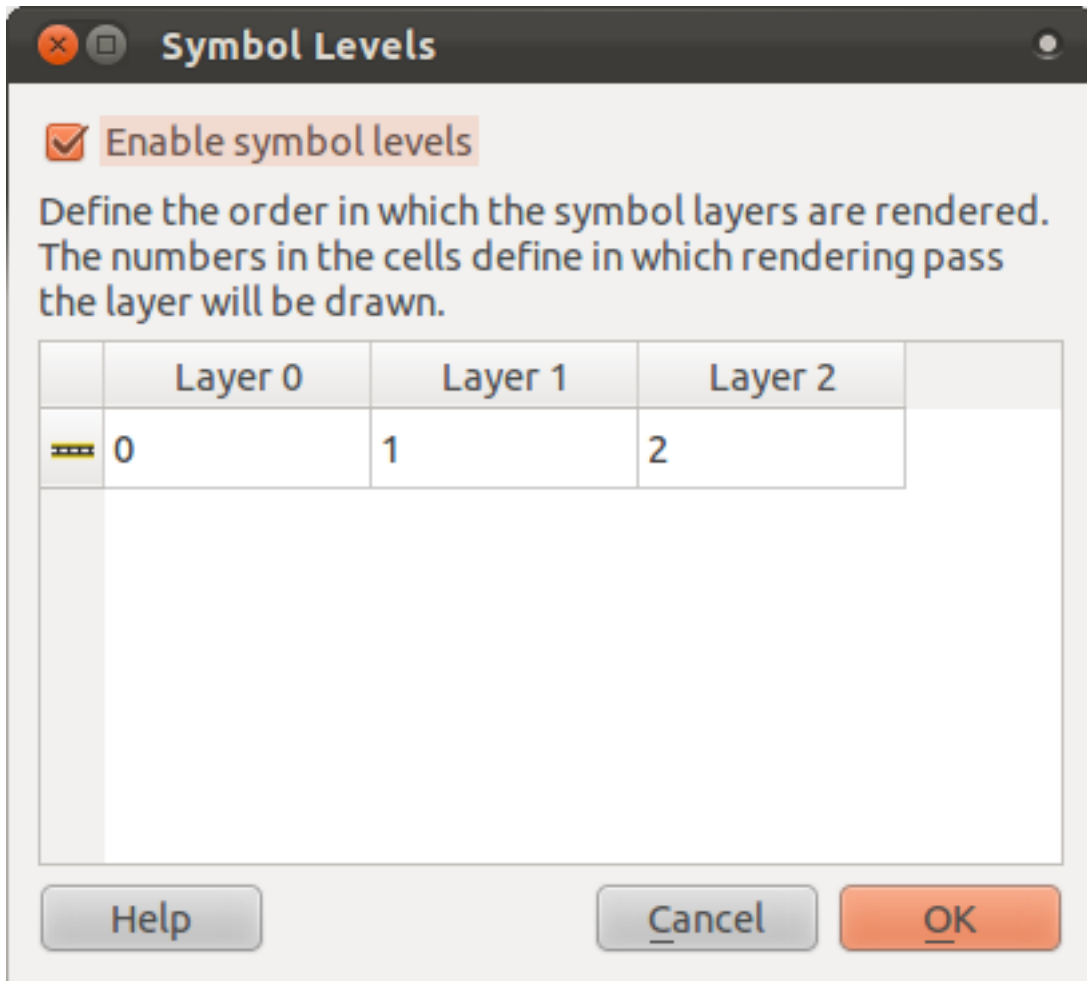 Symbol Levels
Enable symbol levels
Define the order in which the symbol layers are rendered.
The numbers in the cells define in which rendering pass
the layer will be drawn.
Layer 0 Layer 1 Layer 2
0 1 2
Help Cancel OK